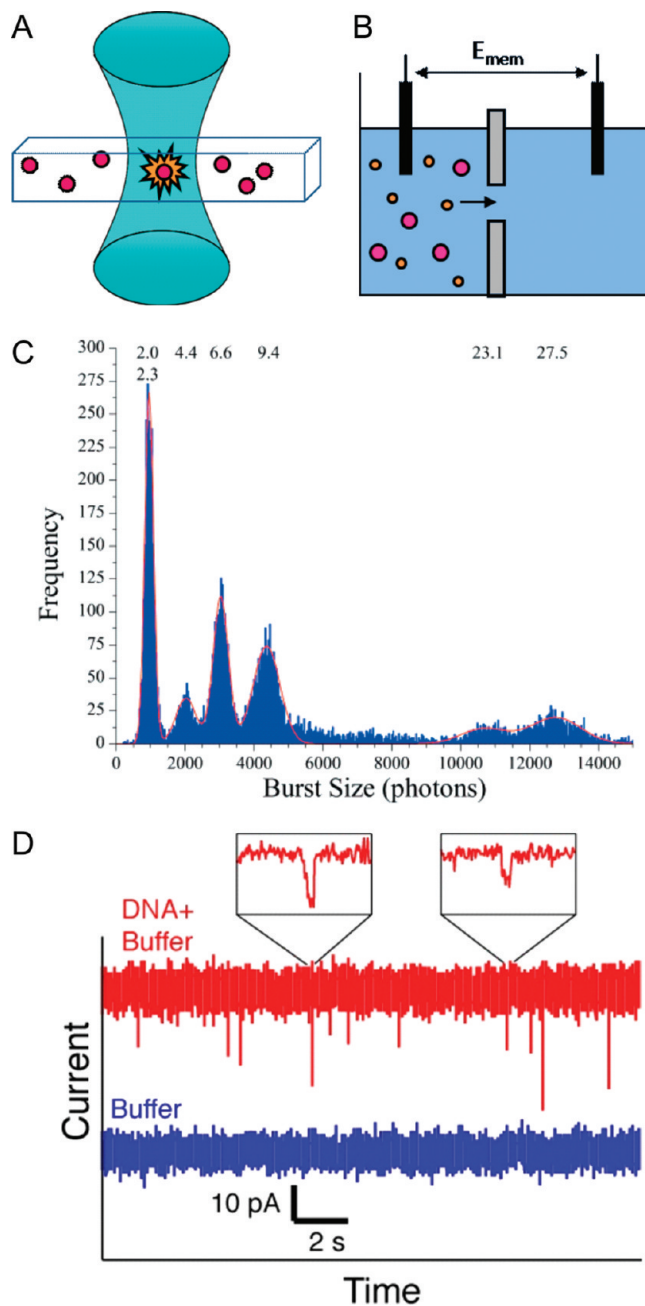 A
B
E_mem
C
2.0 4.4 6.6 9.4 23.1 27.5
2.3
300
275
250
225
200
175
150
125
100
75
50
25
0
Frequency
0 2000 4000 6000 8000 10000 12000 14000
Burst Size (photons)
D
DNA+
Buffer
Buffer
Current
10 pA
2 s
Time